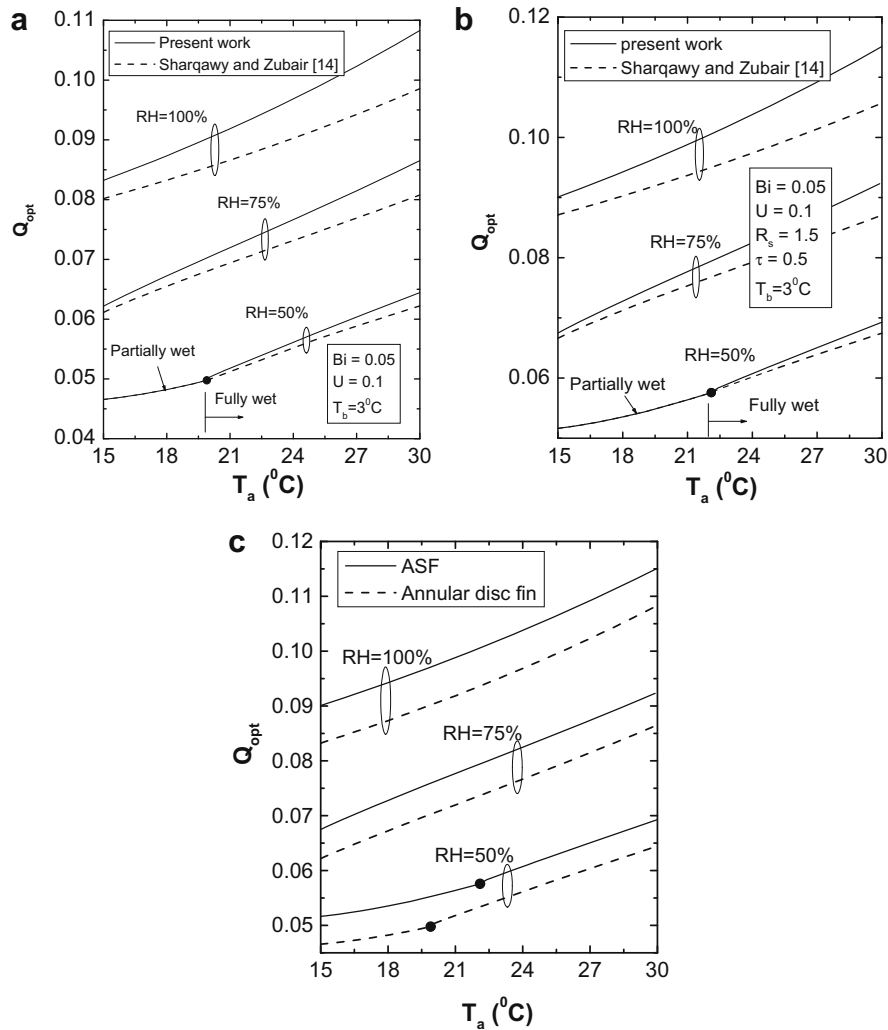 a
Present work
Sharqawy and Zubair [14]
RH=100%
RH=75%
RH=50%
Partially wet
Fully wet
Bi = 0.05
U = 0.1
T_b=3^0C
Q_opt
0.11
0.10
0.09
0.08
0.07
0.06
0.05
0.04
15 18 21 24 27 30
T_a (^0C)
b
present work
Sharqawy and Zubair [14]
RH=100%
RH=75%
RH=50%
Bi = 0.05
U = 0.1
R_s = 1.5
τ = 0.5
T_b=3^0C
Partially wet
Fully wet
Q_opt
0.12
0.10
0.08
0.06
15 18 21 24 27 30
T_a (^0C)
c
ASF
Annular disc fin
RH=100%
RH=75%
RH=50%
Q_opt
0.12
0.11
0.10
0.09
0.08
0.07
0.06
0.05
15 18 21 24 27 30
T_a (^0C)